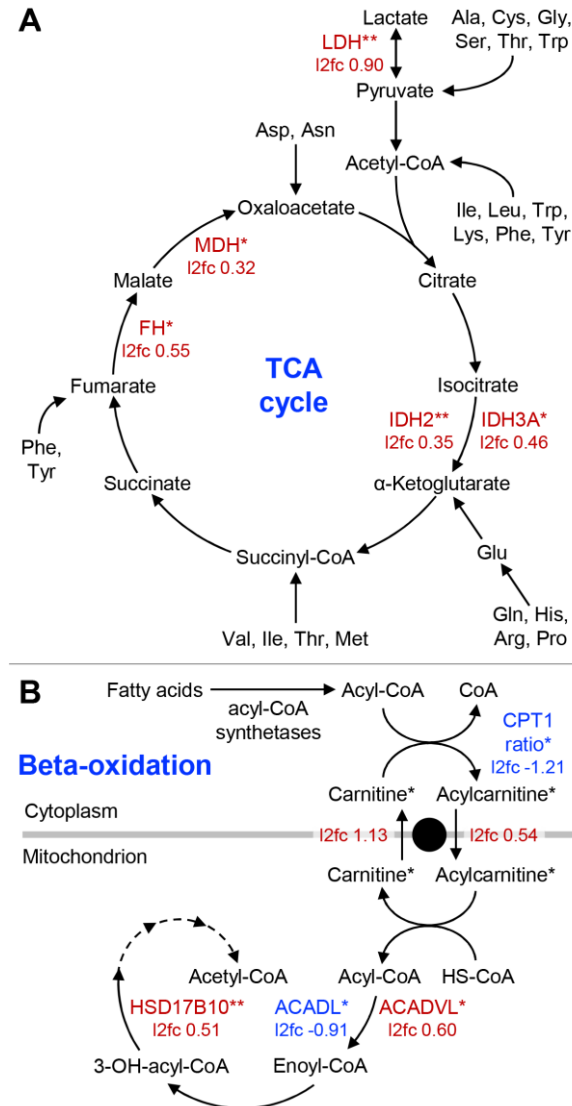 A
Lactate
Ala, Cys, Gly,
Ser, Thr, Trp
LDH**
l2fc 0.90
Pyruvate
Asp, Asn
Acetyl-CoA
Oxaloacetate
Ile, Leu, Trp,
Lys, Phe, Tyr
MDH*
l2fc 0.32
Malate
Citrate
FH*
l2fc 0.55
TCA
cycle
Fumarate
Isocitrate
IDH2**
l2fc 0.35
IDH3A*
l2fc 0.46
Phe,
Tyr
Succinate
α-Ketoglutarate
Succinyl-CoA
Glu
Val, Ile, Thr, Met
Gln, His,
Arg, Pro
B
Fatty acids
acyl-CoA
synthetases
Acyl-CoA
CoA
CPT1
ratio*
l2fc -1.21
Beta-oxidation
Carnitine*
Acylcarnitine*
Cytoplasm
l2fc 1.13
l2fc 0.54
Mitochondrion
Carnitine*
Acylcarnitine*
Acetyl-CoA
Acyl-CoA
HS-CoA
HSD17B10**
l2fc 0.51
ACADL*
l2fc -0.91
ACADVL*
l2fc 0.60
3-OH-acyl-CoA
Enoyl-CoA